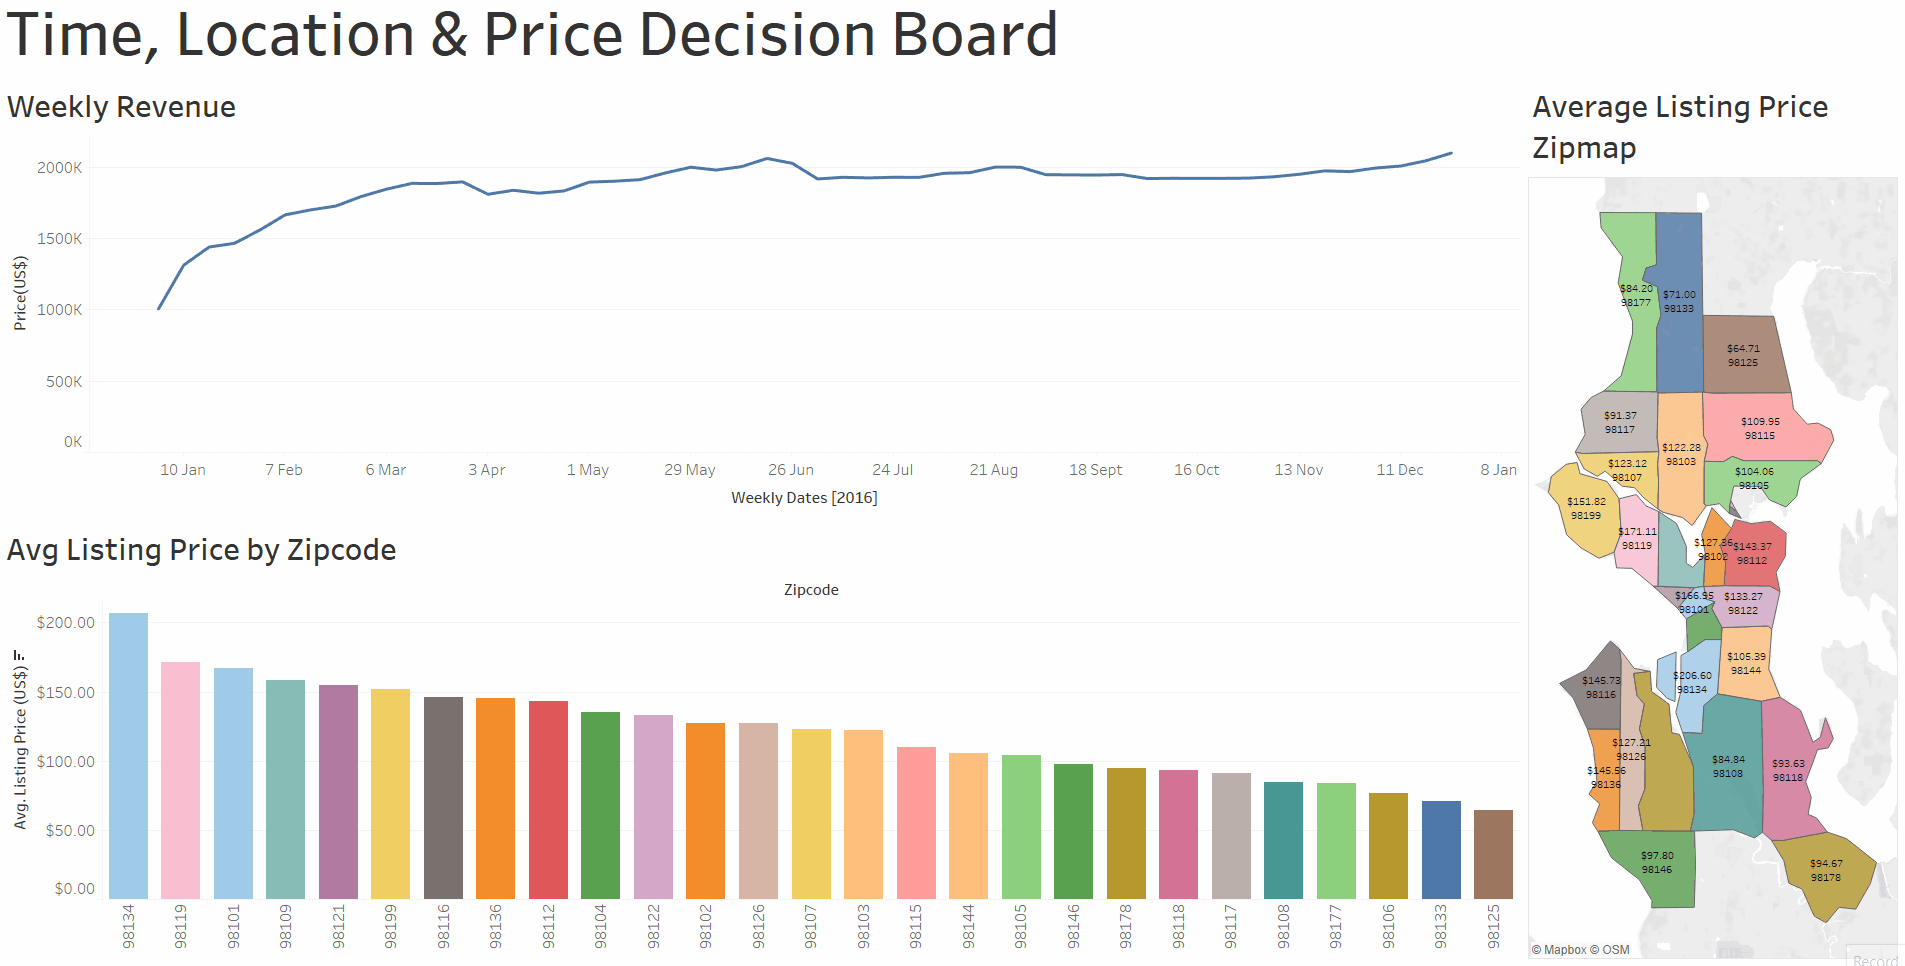 Time, Location & Price Decision Board
Weekly Revenue
Price(US$)
2000K
1500K
1000K
500K
0K
10 Jan 7 Feb 6 Mar 3 Apr 1 May 29 May 26 Jun 24 Jul 21 Aug 18 Sept 16 Oct 13 Nov 11 Dec 8 Jan
Weekly Dates [2016]
Avg Listing Price by Zipcode
Zipcode
Avg. Listing Price (US$)
$200.00
$150.00
$100.00
$50.00
$0.00
98134 98119 98101 98109 98121 98199 98116 98136 98112 98104 98122 98102 98126 98107 98103 98115 98144 98105 98146 98178 98118 98117 98108 98177 98106 98133 98125
Average Listing Price
Zipmap
$84.20
98177
$71.00
98133
$64.71
98125
$91.37
98117
$122.28
98103
$109.95
98115
$123.12
98107
$104.06
98105
$151.82
98199
$171.11
98119
$127.36
98102
$143.37
98112
$166.95
98101
$133.27
98122
$105.39
98144
$145.73
98116
$206.60
98134
$127.21
98126
$145.56
98136
$84.84
98108
$93.63
98118
$97.80
98146
$94.67
98178
© Mapbox © OSM
Record